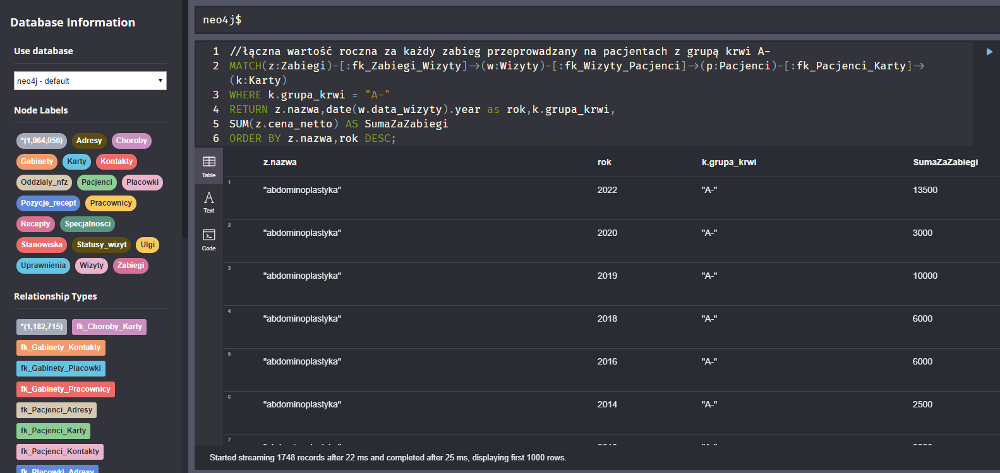 Database Information
Use database
neo4j - default
Node Labels
*(1,064,056) Adresy Choroby
Gabinety Karty Kontakty
Oddzialy_nfz Pacjenci Placowki
Pozycje_recept Pracownicy
Recepty Specjalnosci
Stanowiska Statusy_wizyt Ulgi
Uprawnienia Wizyty Zabiegi
Relationship Types
*(1,182,715) fk_Choroby_Karty
fk_Gabinety_Kontakty
fk_Gabinety_Placowki
fk_Gabinety_Pracownicy
fk_Pacjenci_Adresy
fk_Pacjenci_Karty
fk_Pacjenci_Kontakty
fk_Placowki_Adresy
neo4j$
1 //łączna wartość roczna za każdy zabieg przeprowadzany na pacjentach z grupą krwi A-
2 MATCH(z:Zabiegi)-[:fk_Zabiegi_Wizyty]->(w:Wizyty)-[:fk_Wizyty_Pacjenci]->(p:Pacjenci)-[:fk_Pacjenci_Karty]->
(k:Karty)
3 WHERE k.grupa_krwi = "A-"
4 RETURN z.nazwa,date(w.data_wizyty).year as rok,k.grupa_krwi,
5 SUM(z.cena_netto) AS SumaZaZabiegi
6 ORDER BY z.nazwa,rok DESC;
Table
Text
Code
z.nazwa rok k.grupa_krwi SumaZaZabiegi
1 "abdominoplastyka" 2022 "A-" 13500
2 "abdominoplastyka" 2020 "A-" 3000
3 "abdominoplastyka" 2019 "A-" 10000
4 "abdominoplastyka" 2018 "A-" 6000
5 "abdominoplastyka" 2016 "A-" 6000
6 "abdominoplastyka" 2014 "A-" 2500
7
Started streaming 1748 records after 22 ms and completed after 25 ms, displaying first 1000 rows.